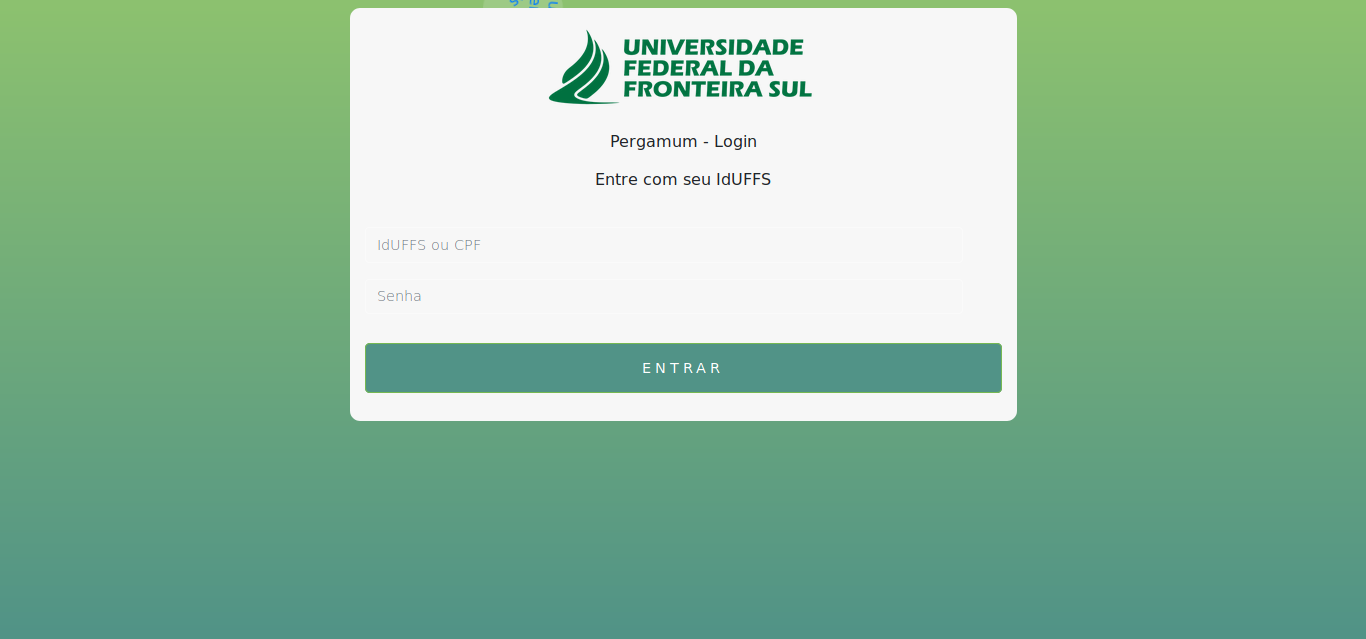 UNIVERSIDADE
FEDERAL DA
FRONTEIRA SUL
Pergamum - Login
Entre com seu IdUFFS
IdUFFS ou CPF
Senha
ENTRAR